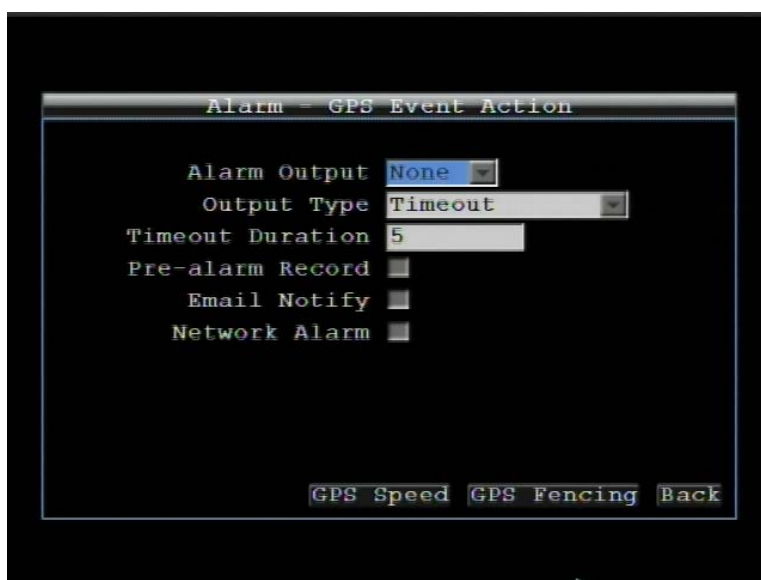 Alarm - GPS Event Action
Alarm Output None
Output Type Timeout
Timeout Duration 5
Pre-alarm Record
Email Notify
Network Alarm
GPS Speed GPS Fencing Back